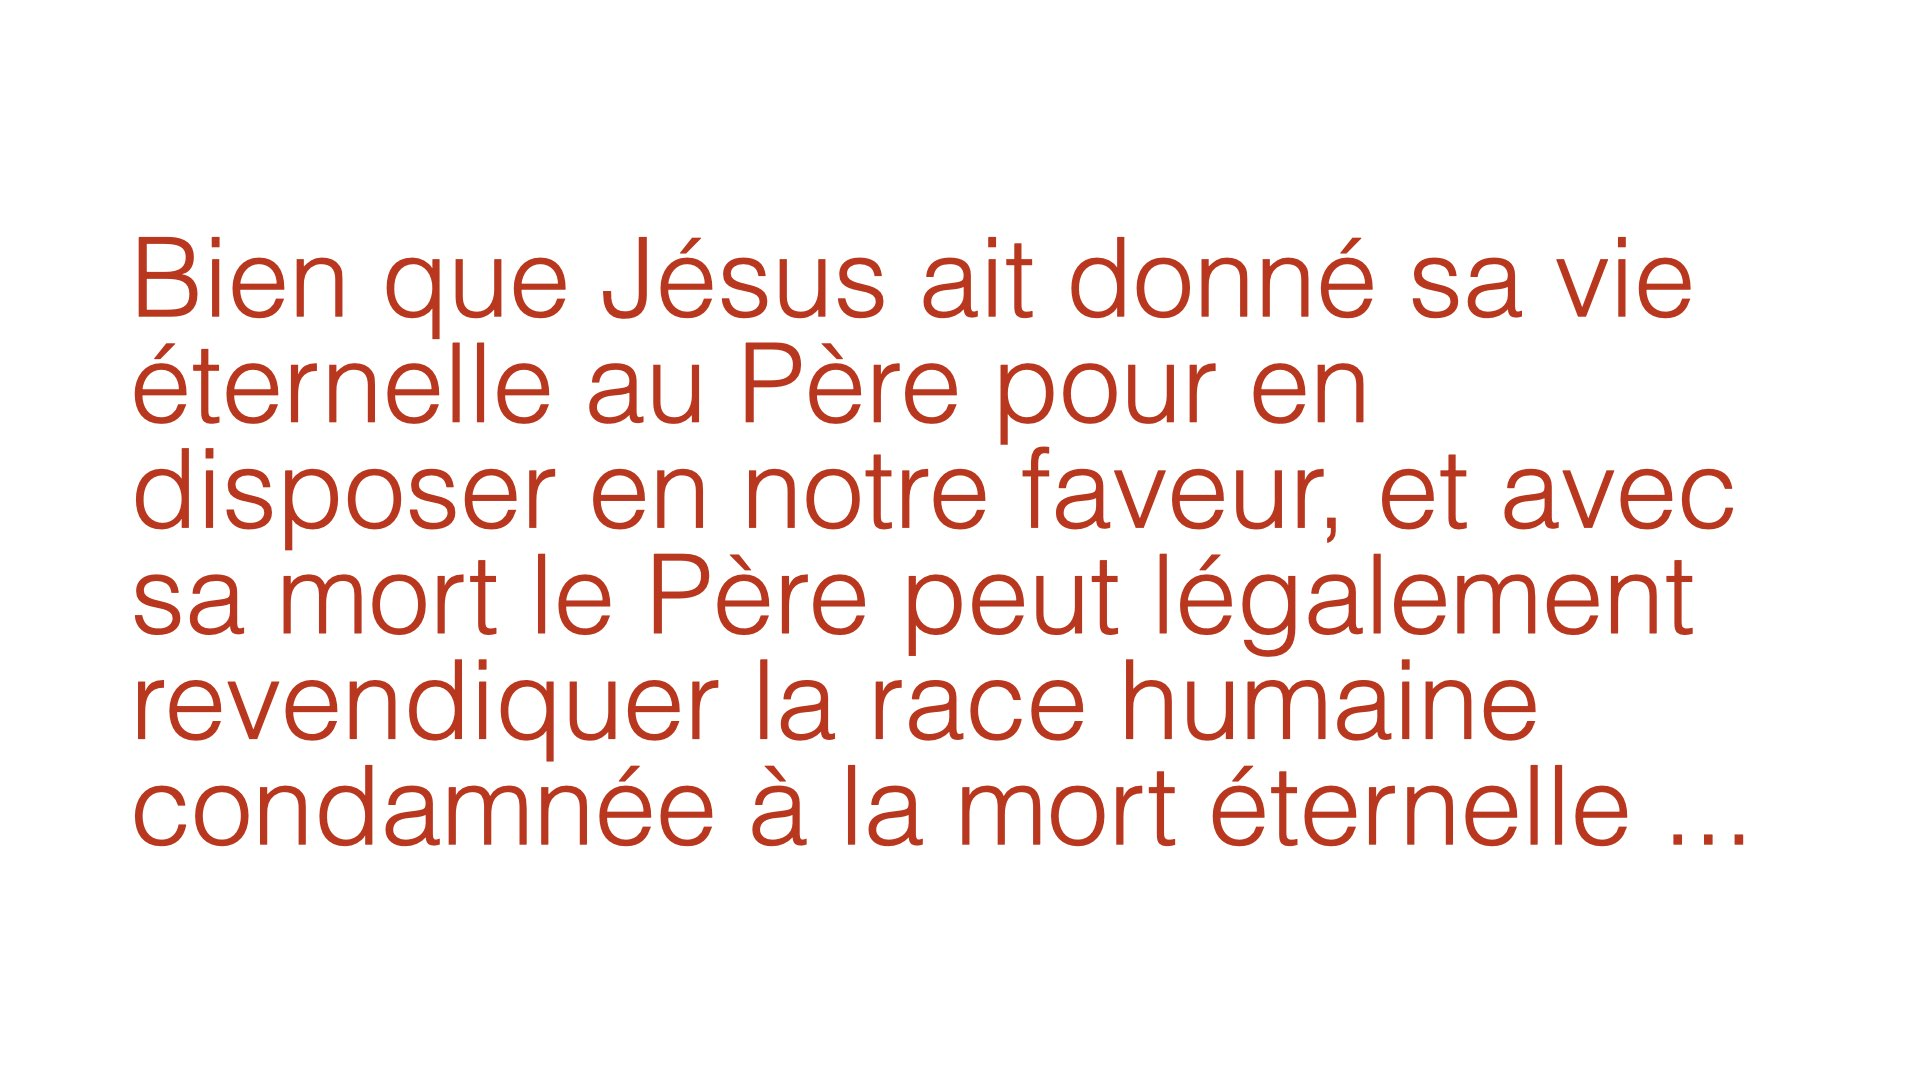 Bien que Jésus ait donné sa vie
éternelle au Père pour en
disposer en notre faveur, et avec
sa mort le Père peut légalement
revendiquer la race humaine
condamnée à la mort éternelle ...